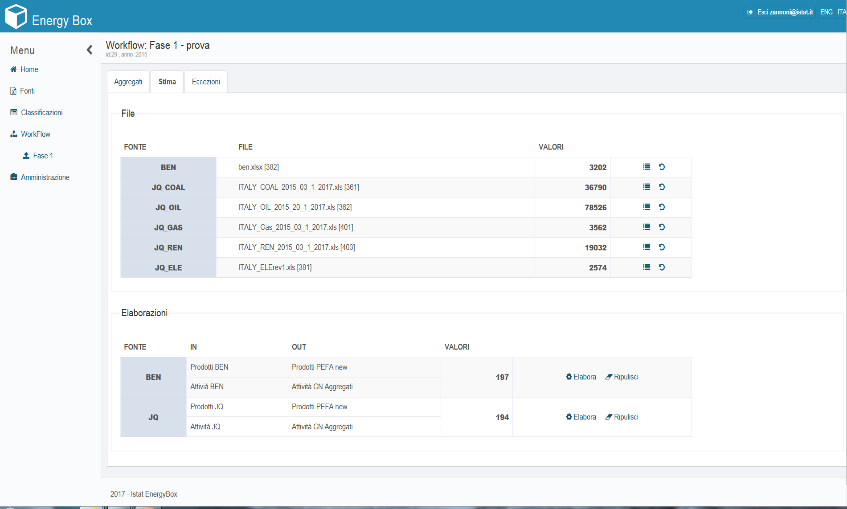 Energy Box
Esci zannoni@istat.it ENG ITA
Menu
Home
Fonti
Classificazioni
WorkFlow
Fase 1
Amministrazione
Workflow: Fase 1 - prova
id:29 , anno: 2015
Aggregati Stima Eccezioni
File
FONTE FILE VALORI
BEN ben.xlsx [382] 3202
JQ_COAL ITALY_COAL_2015_03_1_2017.xls [361] 36790
JQ_OIL ITALY_OIL_2015_20_1_2017.xls [362] 78526
JQ_GAS ITALY_Gas_2015_03_1_2017.xls [401] 3562
JQ_REN ITALY_REN_2015_03_1_2017.xls [403] 19032
JQ_ELE ITALY_ELErev1.xls [381] 2574
Elaborazioni
FONTE IN OUT VALORI
BEN Prodotti BEN Prodotti PEFA new 197 Elabora Ripulisci
Attività BEN Attività CN Aggregati
JQ Prodotti JQ Prodotti PEFA new 194 Elabora Ripulisci
Attività JQ Attività CN Aggregati
2017 - Istat EnergyBox